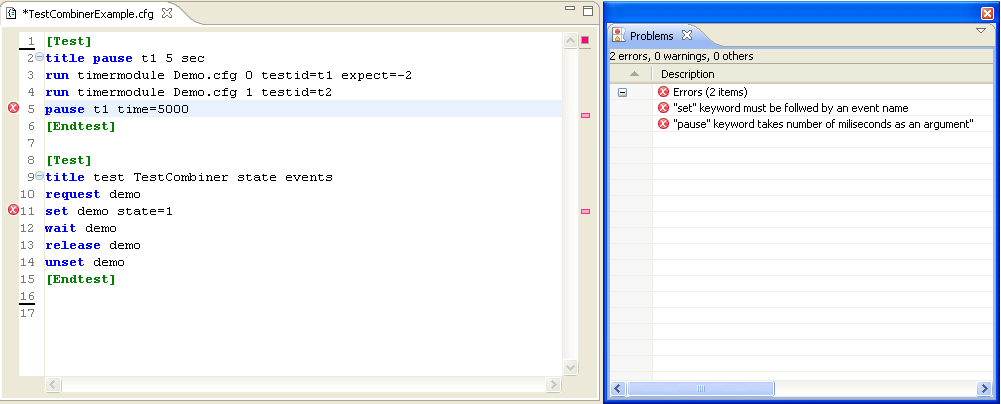 *TestCombinerExample.cfg
1 [Test]
2 title pause t1 5 sec
3 run timermodule Demo.cfg 0 testid=t1 expect=-2
4 run timermodule Demo.cfg 1 testid=t2
5 pause t1 time=5000
6 [Endtest]
7
8 [Test]
9 title test TestCombiner state events
10 request demo
11 set demo state=1
12 wait demo
13 release demo
14 unset demo
15 [Endtest]
16
17
Problems
2 errors, 0 warnings, 0 others
Description
Errors (2 items)
"set" keyword must be follwed by an event name
"pause" keyword takes number of miliseconds as an argument"